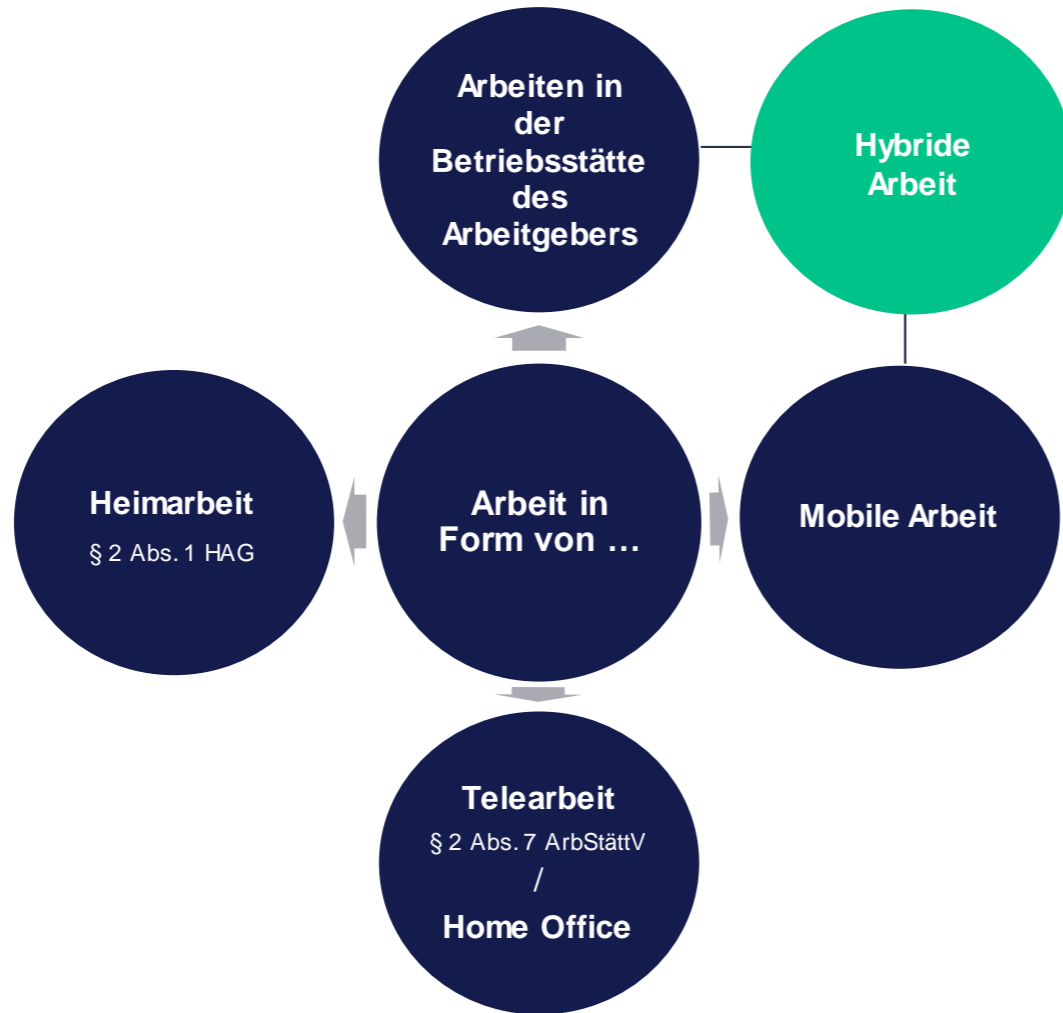 Arbeiten in
der
Betriebsstätte
des
Arbeitgebers
Hybride
Arbeit
Heimarbeit
§ 2 Abs. 1 HAG
Arbeit in
Form von ...
Mobile Arbeit
Telearbeit
§ 2 Abs. 7 ArbStättV
/
Home Office